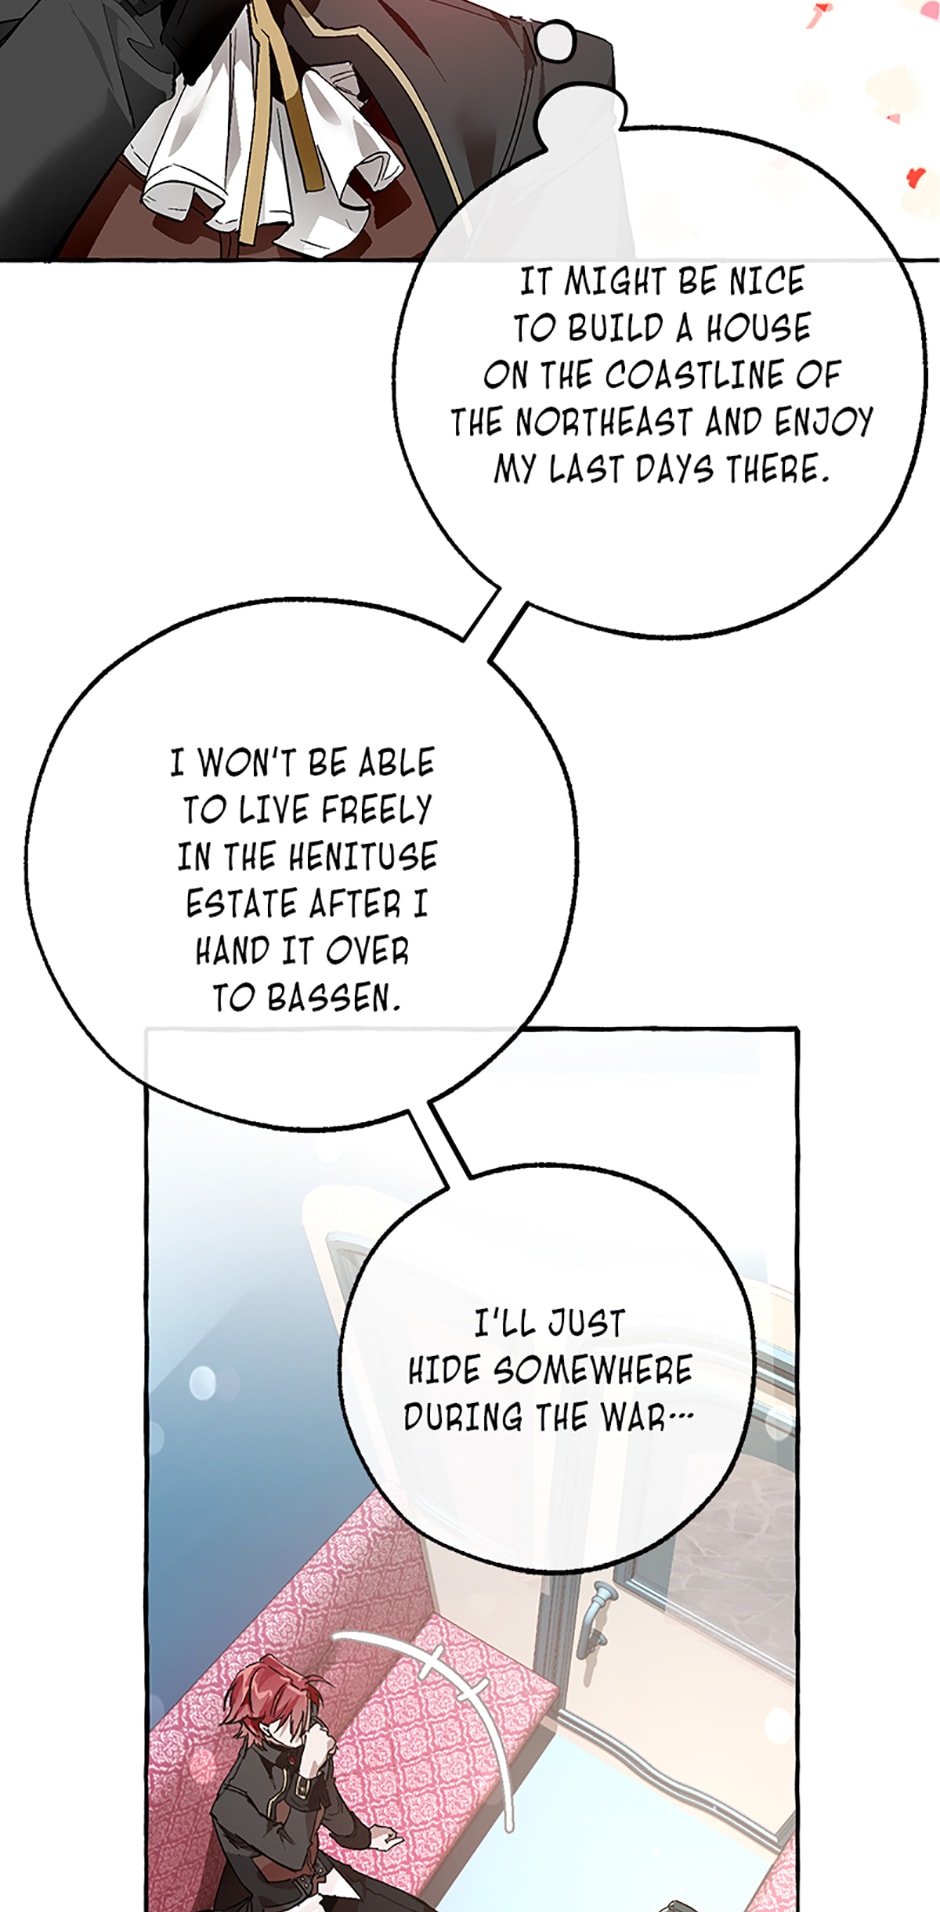 IT MIGHT BE NICE
TO BUILD A HOUSE
ON THE COASTLINE OF
THE NORTHEAST AND ENJOY
MY LAST DAYS THERE.
I WON'T BE ABLE
TO LIVE FREELY
IN THE HENITUSE
ESTATE AFTER I
HAND IT OVER
TO BASSEN.
I'LL JUST
HIDE SOMEWHERE
DURING THE WAR...